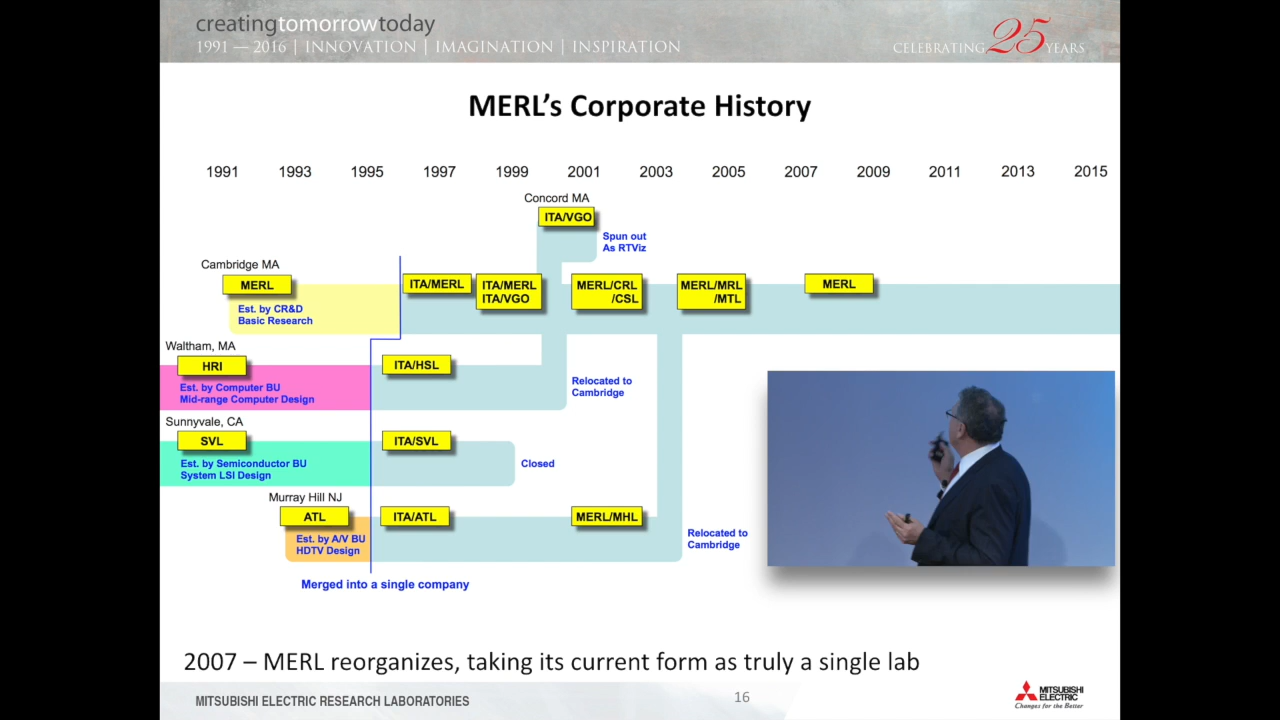 creatingtomorrowtoday
1991 — 2016 | INNOVATION | IMAGINATION | INSPIRATION
CELEBRATING 25 YEARS
MERL's Corporate History
1991 1993 1995 1997 1999 2001 2003 2005 2007 2009 2011 2013 2015
Concord MA
ITA/VGO
Spun out
As RTViz
Cambridge MA
MERL
ITA/MERL
ITA/MERL
ITA/VGO
MERL/CRL
/CSL
MERL/MRL
/MTL
MERL
Est. by CR&D
Basic Research
Waltham, MA
HRI
ITA/HSL
Est. by Computer BU
Mid-range Computer Design
Relocated to
Cambridge
Sunnyvale, CA
SVL
ITA/SVL
Est. by Semiconductor BU
System LSI Design
Closed
Murray Hill NJ
ATL
ITA/ATL
MERL/MHL
Est. by A/V BU
HDTV Design
Relocated to
Cambridge
Merged into a single company
2007 – MERL reorganizes, taking its current form as truly a single lab
MITSUBISHI ELECTRIC RESEARCH LABORATORIES
16
MITSUBISHI
ELECTRIC
Changes for the Better